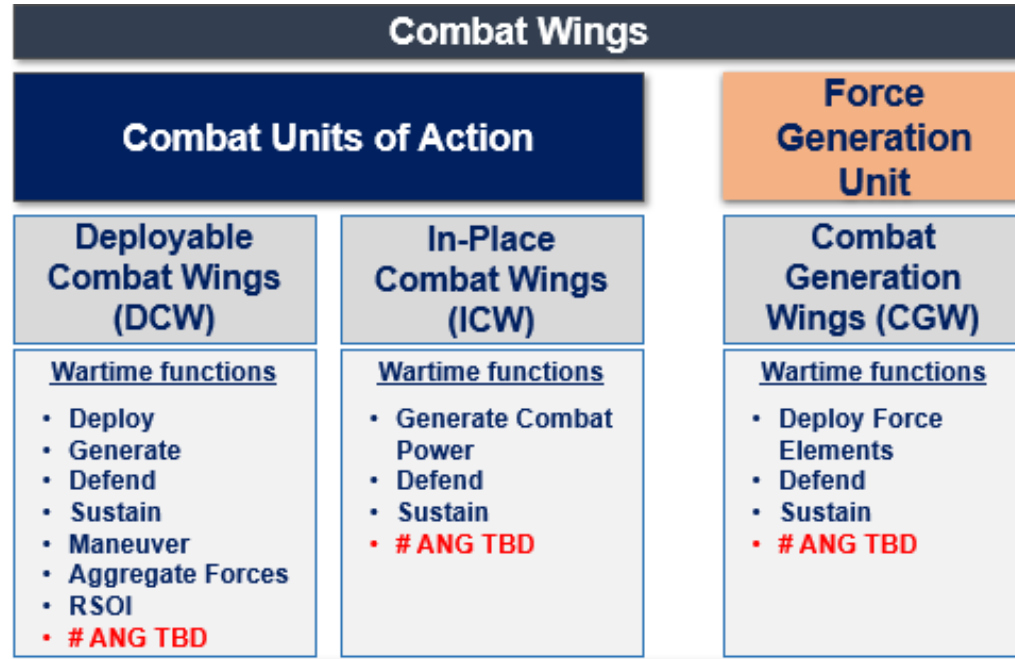 Combat Wings
Combat Units of Action
Force
Generation
Unit
Deployable
Combat Wings
(DCW)
Wartime functions
• Deploy
• Generate
• Defend
• Sustain
• Maneuver
• Aggregate Forces
• RSOI
• # ANG TBD
In-Place
Combat Wings
(ICW)
Wartime functions
• Generate Combat
Power
• Defend
• Sustain
• # ANG TBD
Combat
Generation
Wings (CGW)
Wartime functions
• Deploy Force
Elements
• Defend
• Sustain
• # ANG TBD